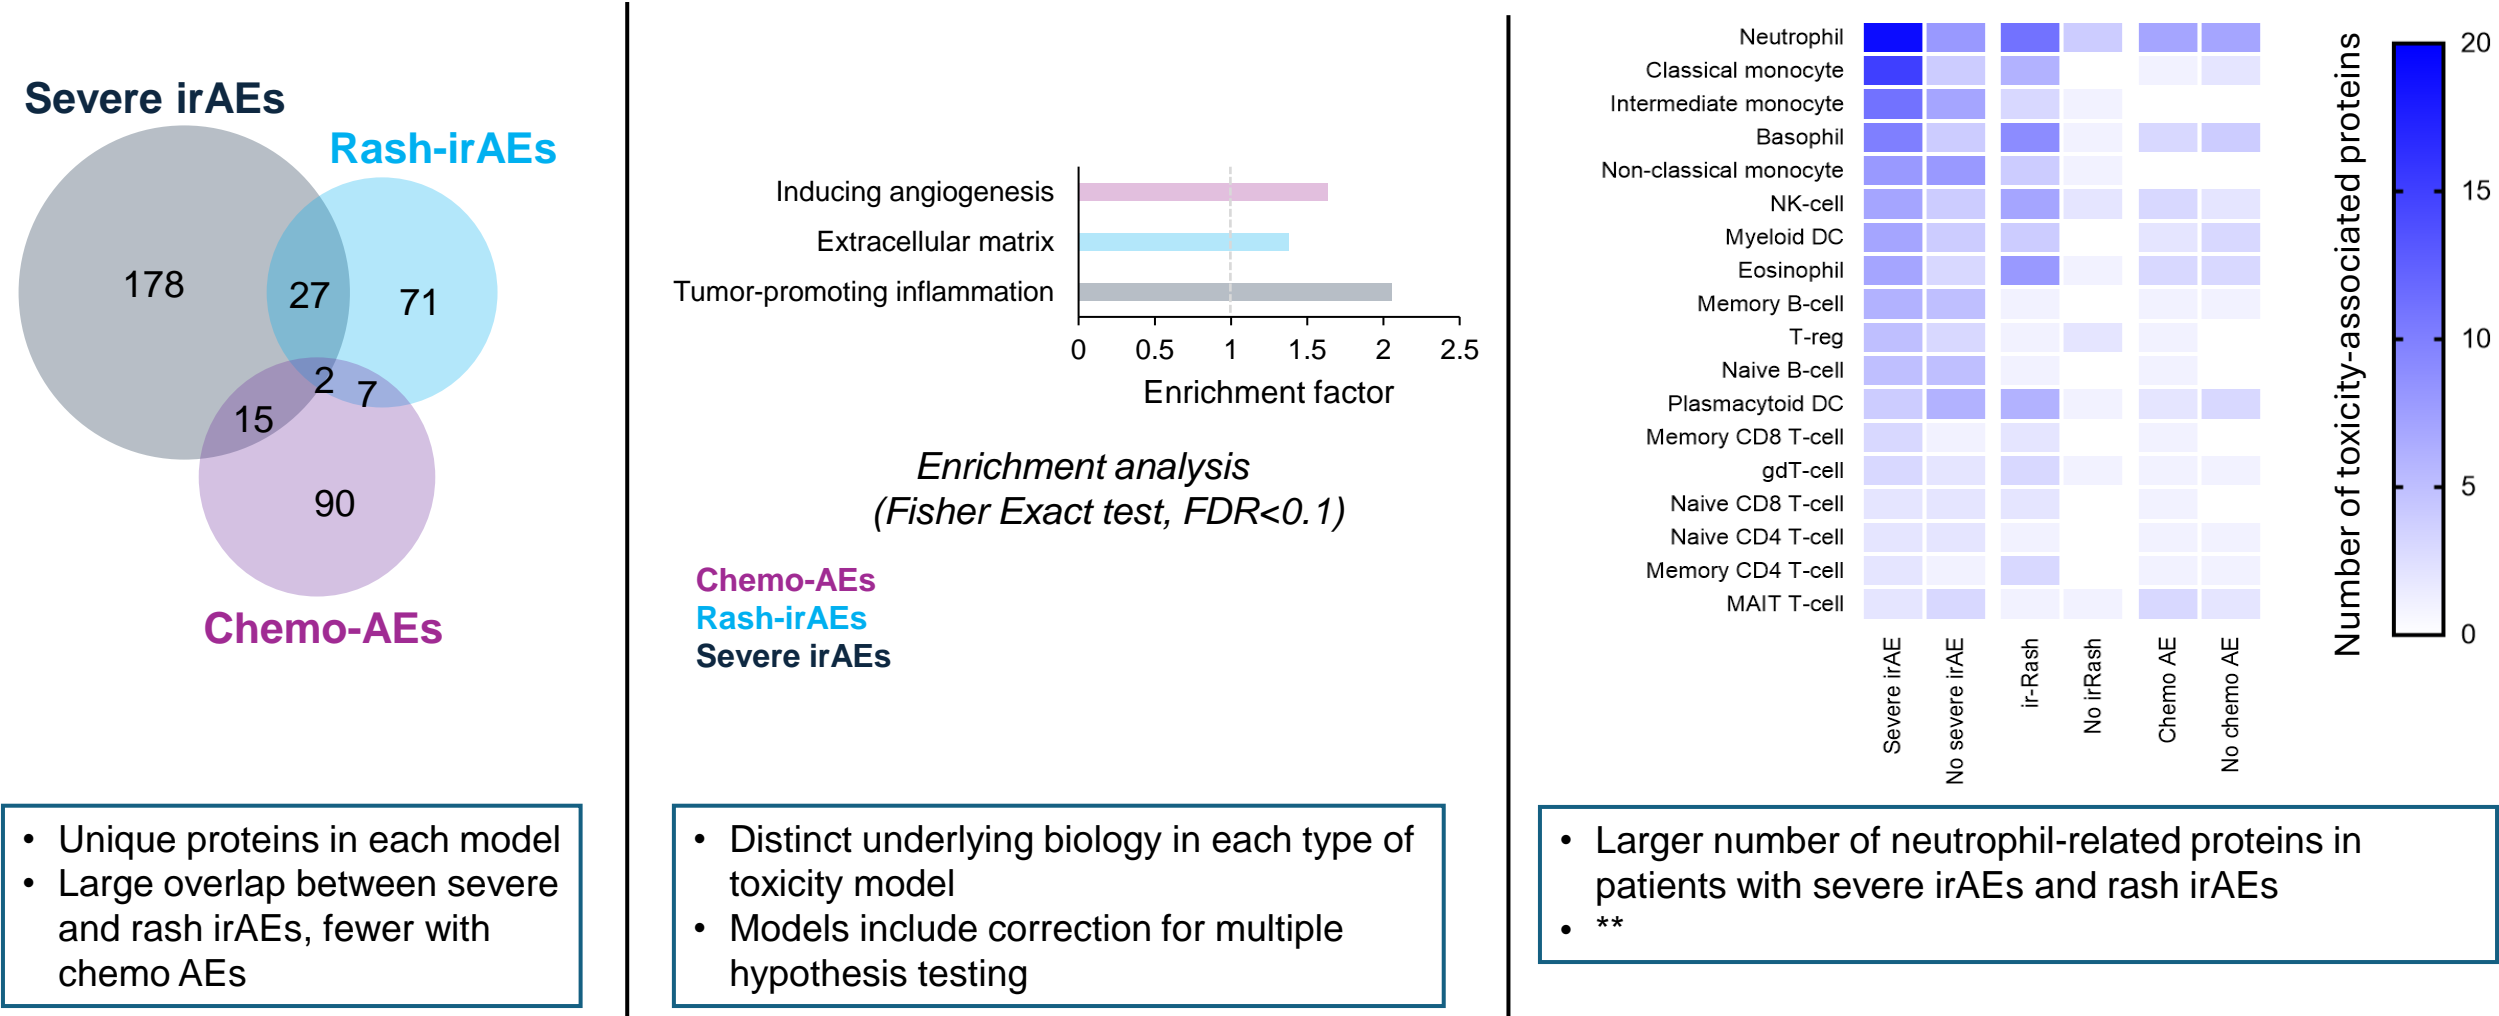 Severe irAEs
Rash-irAEs
178
27
71
2
7
15
90
Chemo-AEs
• Unique proteins in each model
• Large overlap between severe
and rash irAEs, fewer with
chemo AEs
Inducing angiogenesis
Extracellular matrix
Tumor-promoting inflammation
0 0.5 1 1.5 2 2.5
Enrichment factor
Enrichment analysis
(Fisher Exact test, FDR<0.1)
Chemo-AEs
Rash-irAEs
Severe irAEs
• Distinct underlying biology in each type of
toxicity model
• Models include correction for multiple
hypothesis testing
Neutrophil
Classical monocyte
Intermediate monocyte
Basophil
Non-classical monocyte
NK-cell
Myeloid DC
Eosinophil
Memory B-cell
T-reg
Naive B-cell
Plasmacytoid DC
Memory CD8 T-cell
gdT-cell
Naive CD8 T-cell
Naive CD4 T-cell
Memory CD4 T-cell
MAIT T-cell
Severe irAE
No severe irAE
ir-Rash
No irRash
Chemo AE
No chemo AE
Number of toxicity-associated proteins
20
15
10
5
0
• Larger number of neutrophil-related proteins in
patients with severe irAEs and rash irAEs
• **